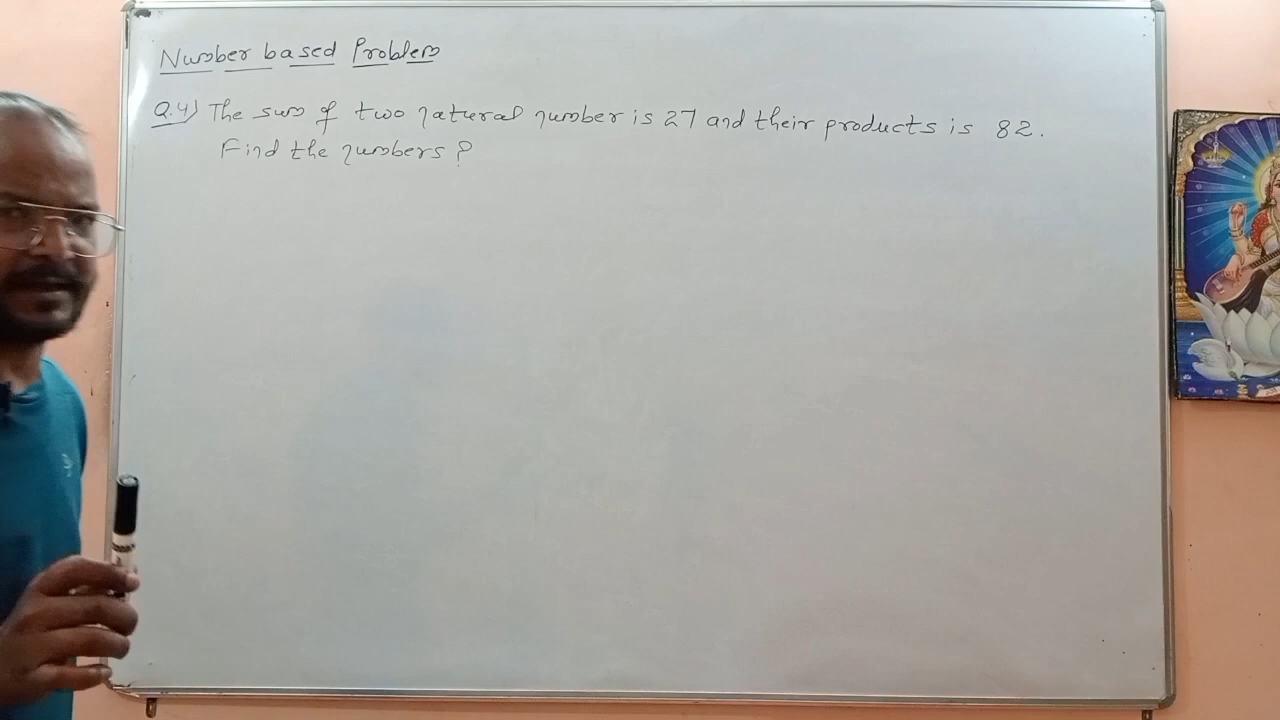 Number based Problem
Q.4) The sum of two natural number is 27 and their products is 82.
Find the numbers?